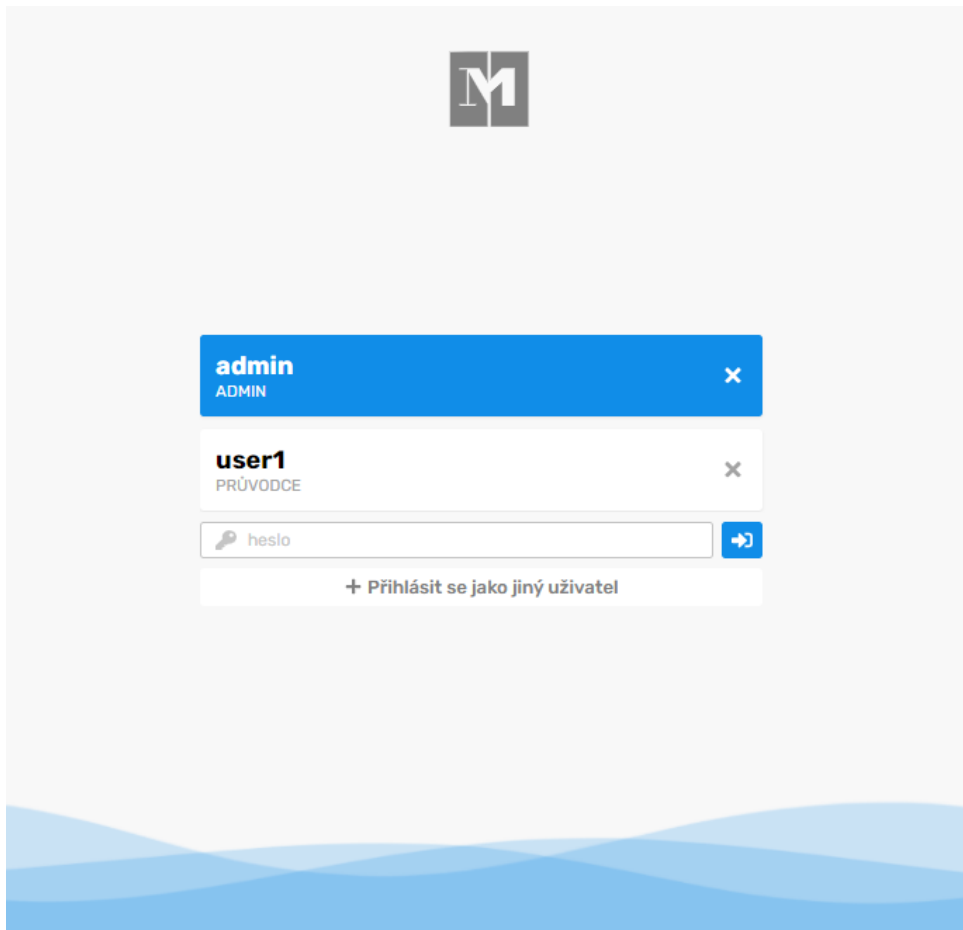 M
admin
ADMIN
user1
PRŮVODCE
heslo
Přihlásit se jako jiný uživatel